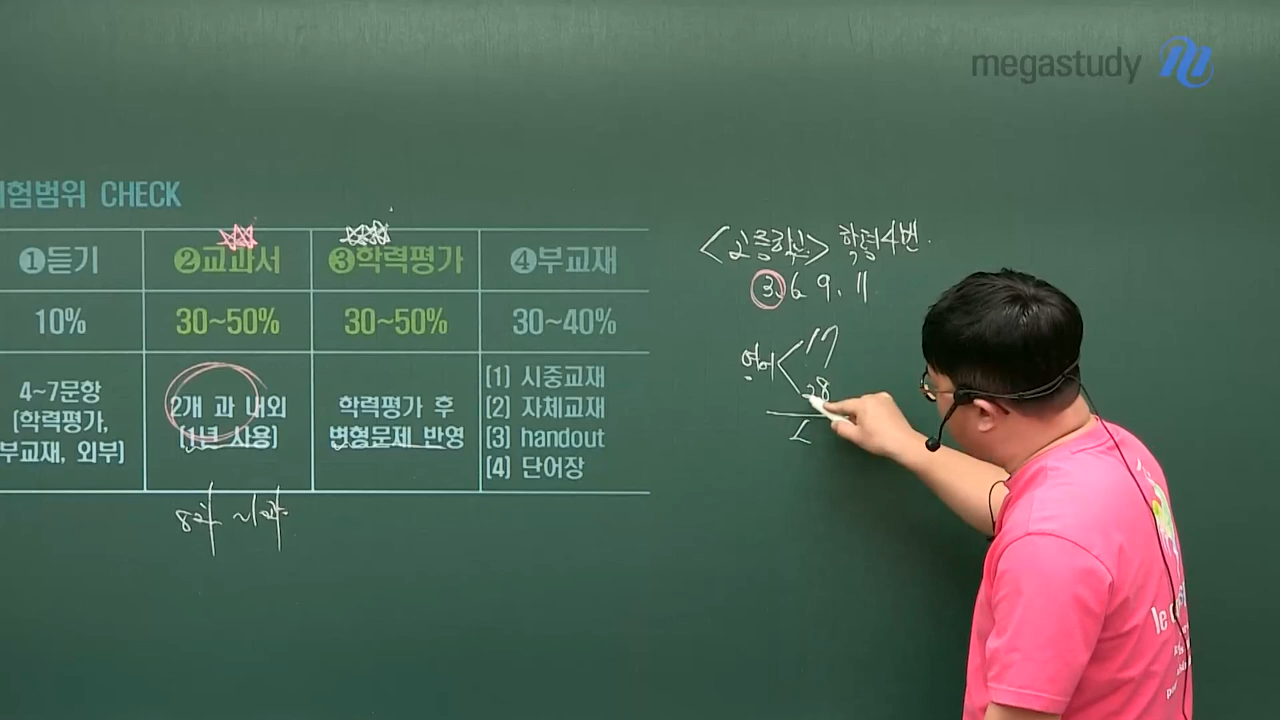 megastudy
험범위 CHECK
❶듣기 ❷교과서 ❸학력평가 ❹부교재
10% 30~50% 30~50% 30~40%
4~7문항
[학력평가,
부교재, 외부]
2개 과 내외
[1년 사용]
학력평가 후
변형문제 반영
[1] 시중교재
[2] 자체교재
[3] handout
[4] 단어장
학평4번.
3. 6. 9. 11
영어 < 17
28
le